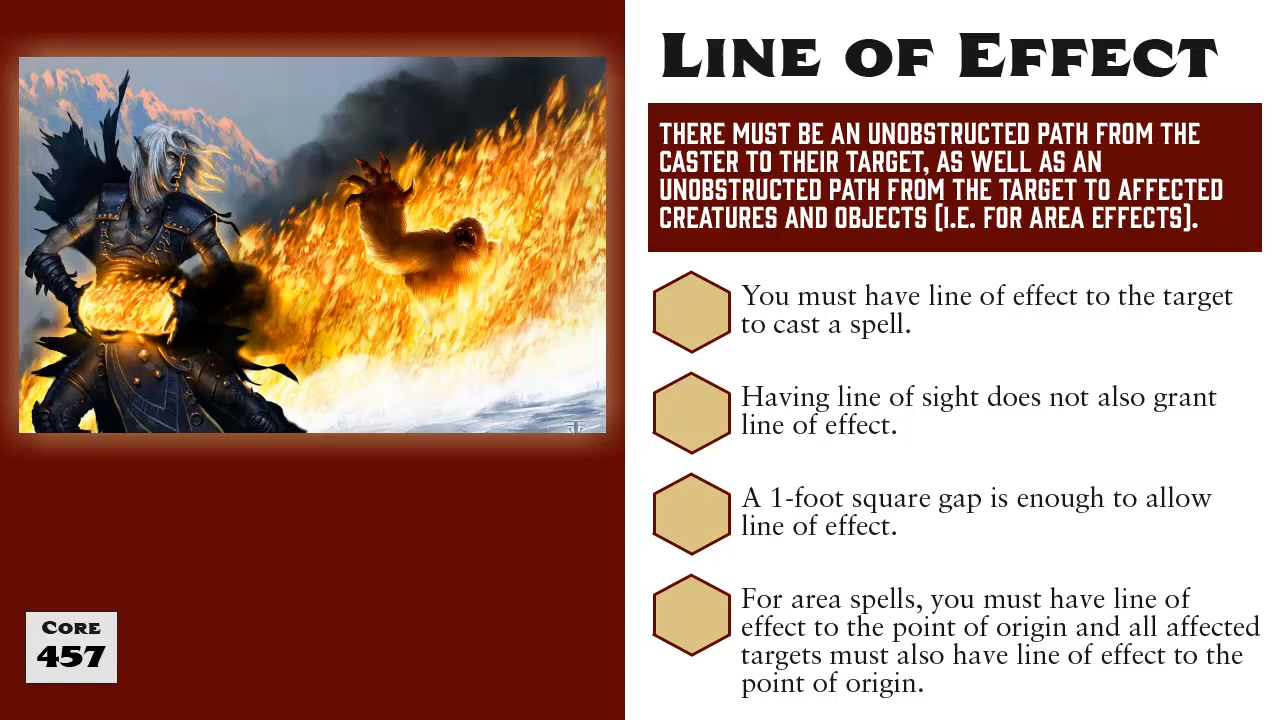 LINE OF EFFECT
THERE MUST BE AN UNOBSTRUCTED PATH FROM THE
CASTER TO THEIR TARGET, AS WELL AS AN
UNOBSTRUCTED PATH FROM THE TARGET TO AFFECTED
CREATURES AND OBJECTS (I.E. FOR AREA EFFECTS).
You must have line of effect to the target
to cast a spell.
Having line of sight does not also grant
line of effect.
A 1-foot square gap is enough to allow
line of effect.
For area spells, you must have line of
effect to the point of origin and all affected
targets must also have line of effect to the
point of origin.
CORE
457